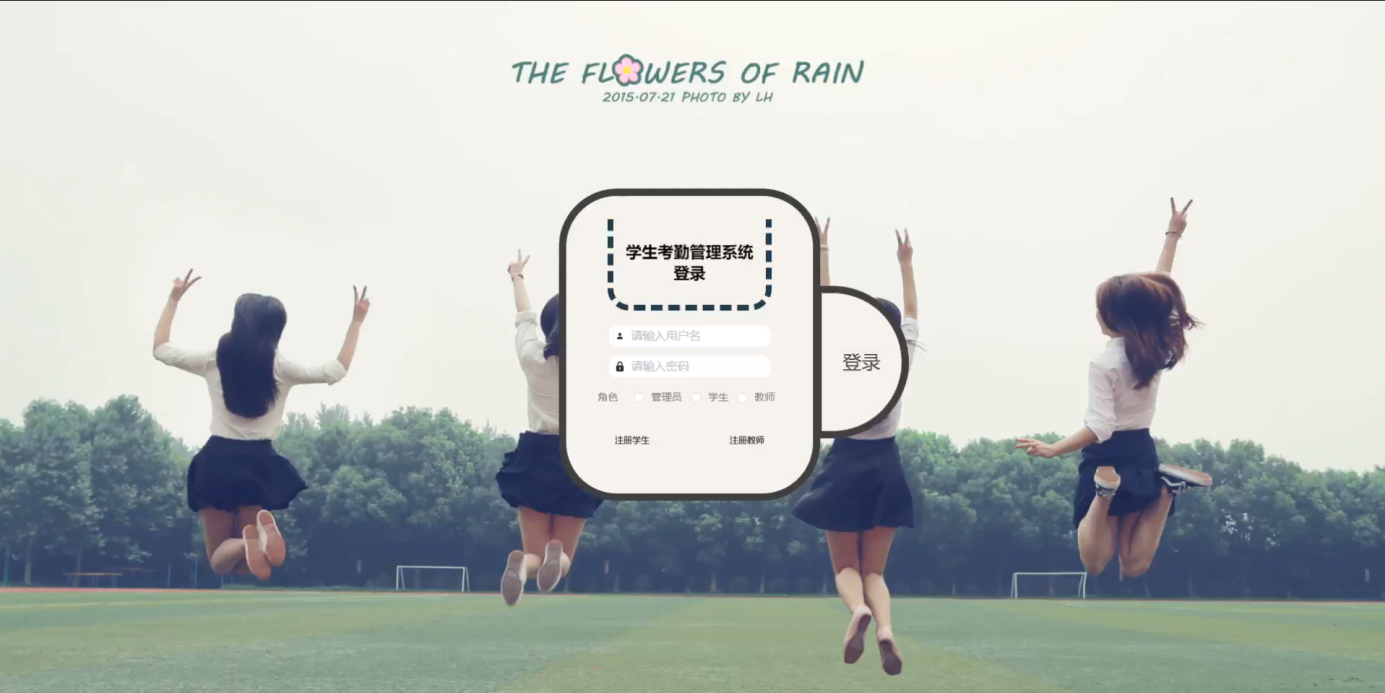 THE FLOWERS OF RAIN
2015·07·21 PHOTO BY LH
学生考勤管理系统
登录
请输入用户名
请输入密码
登录
角色 管理员 学生 教师
注册学生 注册教师